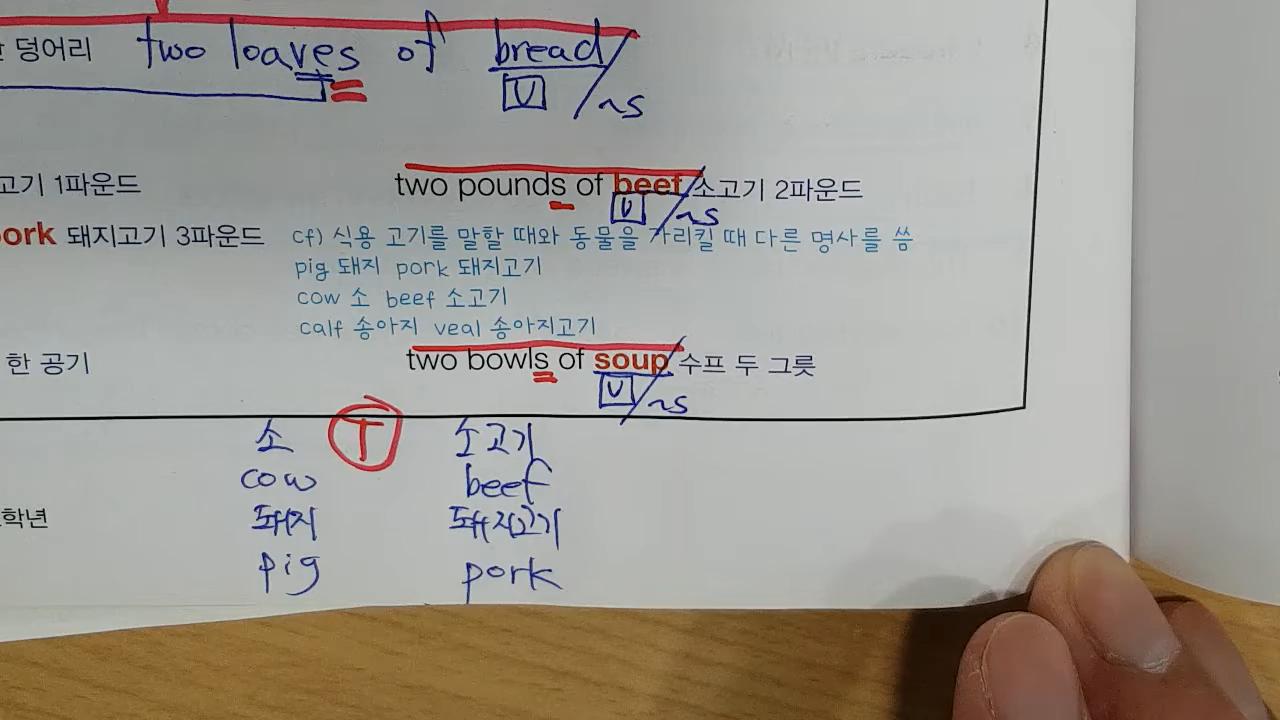 덩어리 two loaves of bread
U ~s
고기 1파운드 two pounds of beef 소고기 2파운드
U ~s
ork 돼지고기 3파운드 cf) 식용 고기를 말할 때와 동물을 가리킬 때 다른 명사를 씀
pig 돼지 pork 돼지고기
cow 소 beef 소고기
calf 송아지 veal 송아지고기
한 공기 two bowls of soup 수프 두 그릇
U ~s
소 T 소고기
cow beef
학년 돼지 돼지고기
pig pork